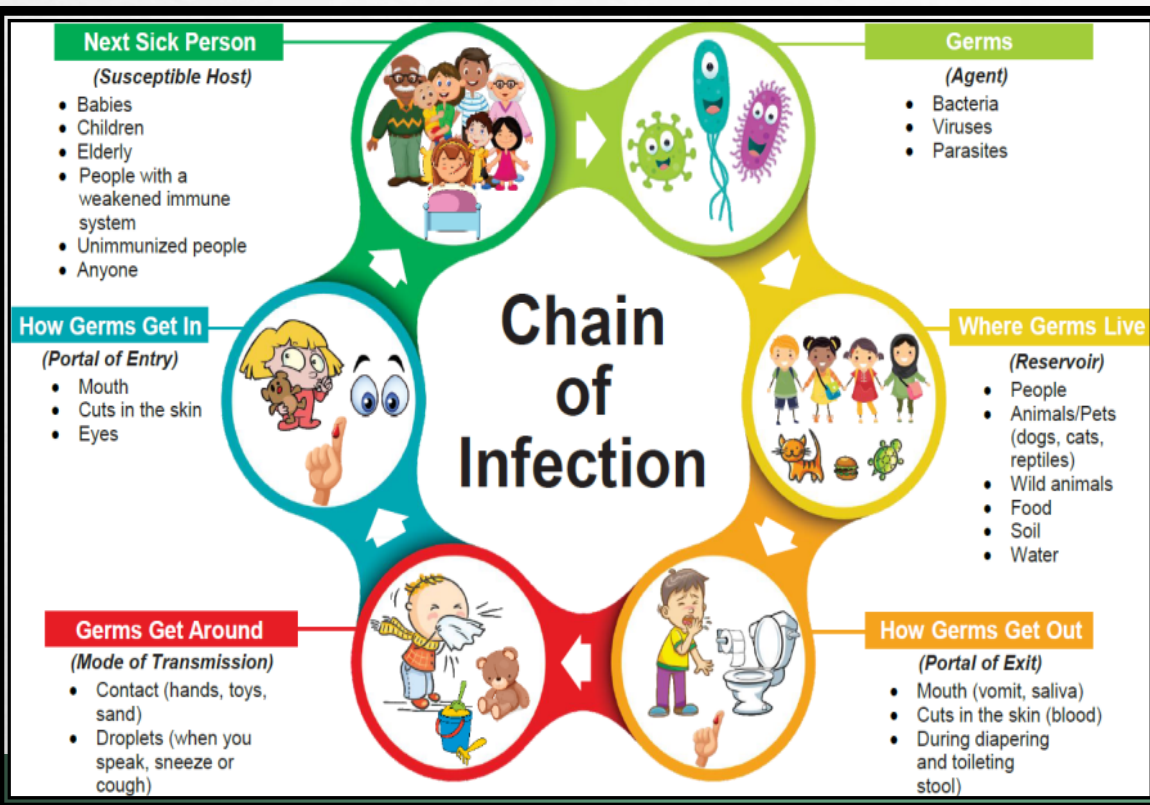 Chain
of
Infection
Germs
(Agent)
• Bacteria
• Viruses
• Parasites
Where Germs Live
(Reservoir)
• People
• Animals/Pets
(dogs, cats,
reptiles)
• Wild animals
• Food
• Soil
• Water
How Germs Get Out
(Portal of Exit)
• Mouth (vomit, saliva)
• Cuts in the skin (blood)
• During diapering
and toileting
stool)
Germs Get Around
(Mode of Transmission)
• Contact (hands, toys,
sand)
• Droplets (when you
speak, sneeze or
cough)
How Germs Get In
(Portal of Entry)
• Mouth
• Cuts in the skin
• Eyes
Next Sick Person
(Susceptible Host)
• Babies
• Children
• Elderly
• People with a
weakened immune
system
• Unimmunized people
• Anyone